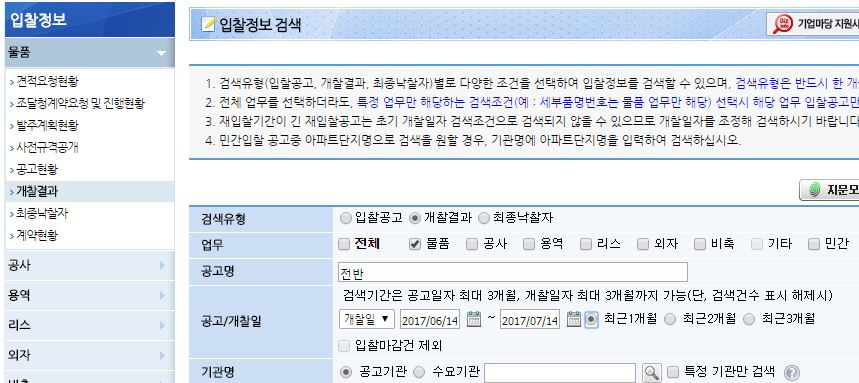 입찰정보
물품
견적요청현황
조달청계약요청 및 진행현황
발주계획현황
사전규격공개
공고현황
개찰결과
최종낙찰자
계약현황
공사
용역
리스
외자
입찰정보 검색
기업마당 지원사
1. 검색유형(입찰공고, 개찰결과, 최종낙찰자)별로 다양한 조건을 선택하여 입찰정보를 검색할 수 있으며, 검색유형은 반드시 한 개
2. 전체 업무를 선택하더라도, 특정 업무만 해당하는 검색조건(예 : 세부품명번호는 물품 업무만 해당) 선택시 해당 업무 입찰공고만
3. 재입찰기간이 긴 재입찰공고는 초기 개찰일자 검색조건으로 검색되지 않을 수 있으므로 개찰일자를 조정해 검색하시기 바랍니다
4. 민간입찰 공고중 아파트단지명으로 검색을 원할 경우, 기관명에 아파트단지명을 입력하여 검색하십시오.
지문모
검색유형 입찰공고 개찰결과 최종낙찰자
업무 전체 물품 공사 용역 리스 외자 비축 기타 민간
공고명 전반
검색기간은 공고일자 최대 3개월, 개찰일자 최대 3개월까지 가능(단, 검색건수 표시 해제시)
공고/개찰일 개찰일 ▼ 2017/06/14 ~ 2017/07/14 최근1개월 최근2개월 최근3개월
입찰마감건 제외
기관명 공고기관 수요기관 특정 기관만 검색 ?